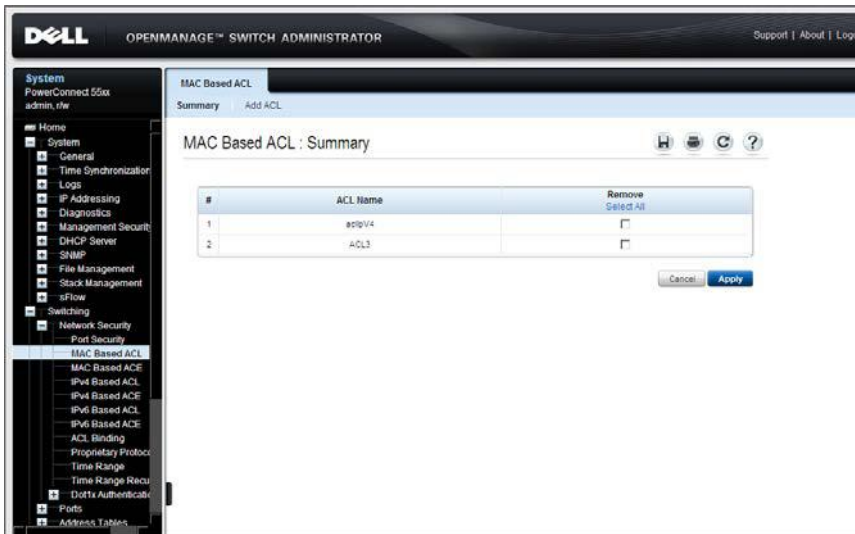 DELL OPENMANAGE™ SWITCH ADMINISTRATOR
Support | About | Log
System
PowerConnect 55xx
admin, r/w
Home
System
General
Time Synchronization
Logs
IP Addressing
Diagnostics
Management Securit
DHCP Server
SNMP
File Management
Stack Management
sFlow
Switching
Network Security
Port Security
MAC Based ACL
MAC Based ACE
IPv4 Based ACL
IPv4 Based ACE
IPv6 Based ACL
IPv6 Based ACE
ACL Binding
Proprietary Protoco
Time Range
Time Range Recu
Dot1x Authenticatio
Ports
Address Tables
MAC Based ACL
Summary Add ACL
MAC Based ACL : Summary
# ACL Name Remove
Select All
1 aclpV4
2 ACL3
Cancel Apply